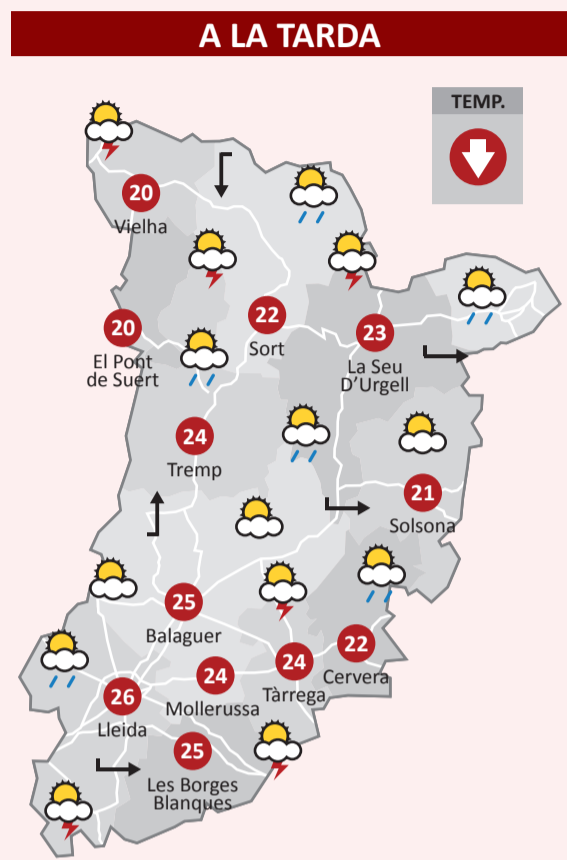 A LA TARDA
TEMP.
20
Vielha
20
El Pont
de Suert
22
Sort
23
La Seu
D'Urgell
24
Tremp
21
Solsona
25
Balaguer
22
Cervera
24
Tàrrega
24
Mollerussa
26
Lleida
25
Les Borges
Blanques